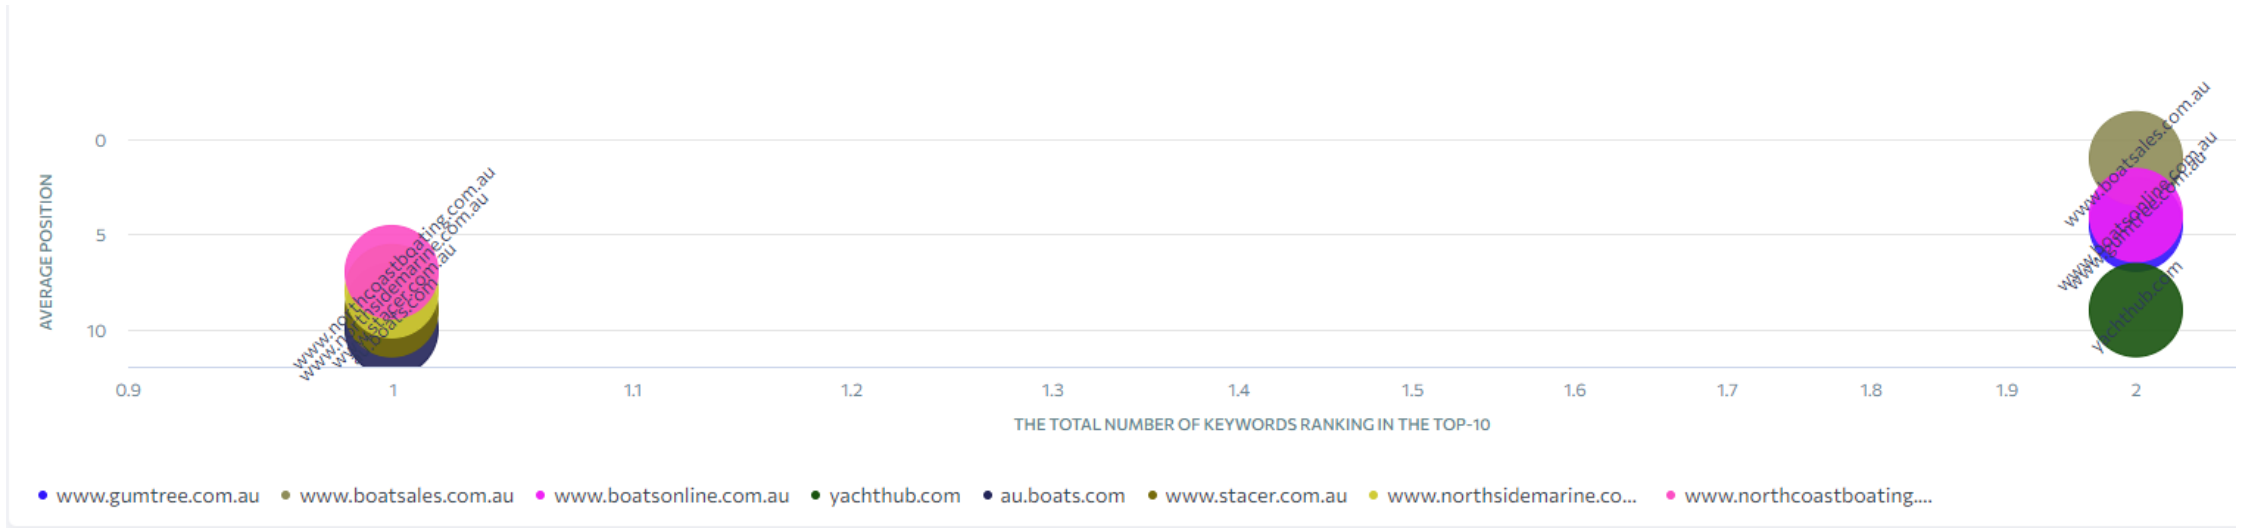 www.boatsales.com.au
0
www.boatsonline.com.au
www.gumtree.com.au
www.northcoastboating.com.au
www.northsidemarine.com.au
www.stacer.com.au
au.boats.com
AVERAGE POSITION
5
yachthub.com
10
0.9 1 1.1 1.2 1.3 1.4 1.5 1.6 1.7 1.8 1.9 2
THE TOTAL NUMBER OF KEYWORDS RANKING IN THE TOP-10
www.gumtree.com.au www.boatsales.com.au www.boatsonline.com.au yachthub.com au.boats.com www.stacer.com.au www.northsidemarine.co... www.northcoastboating....